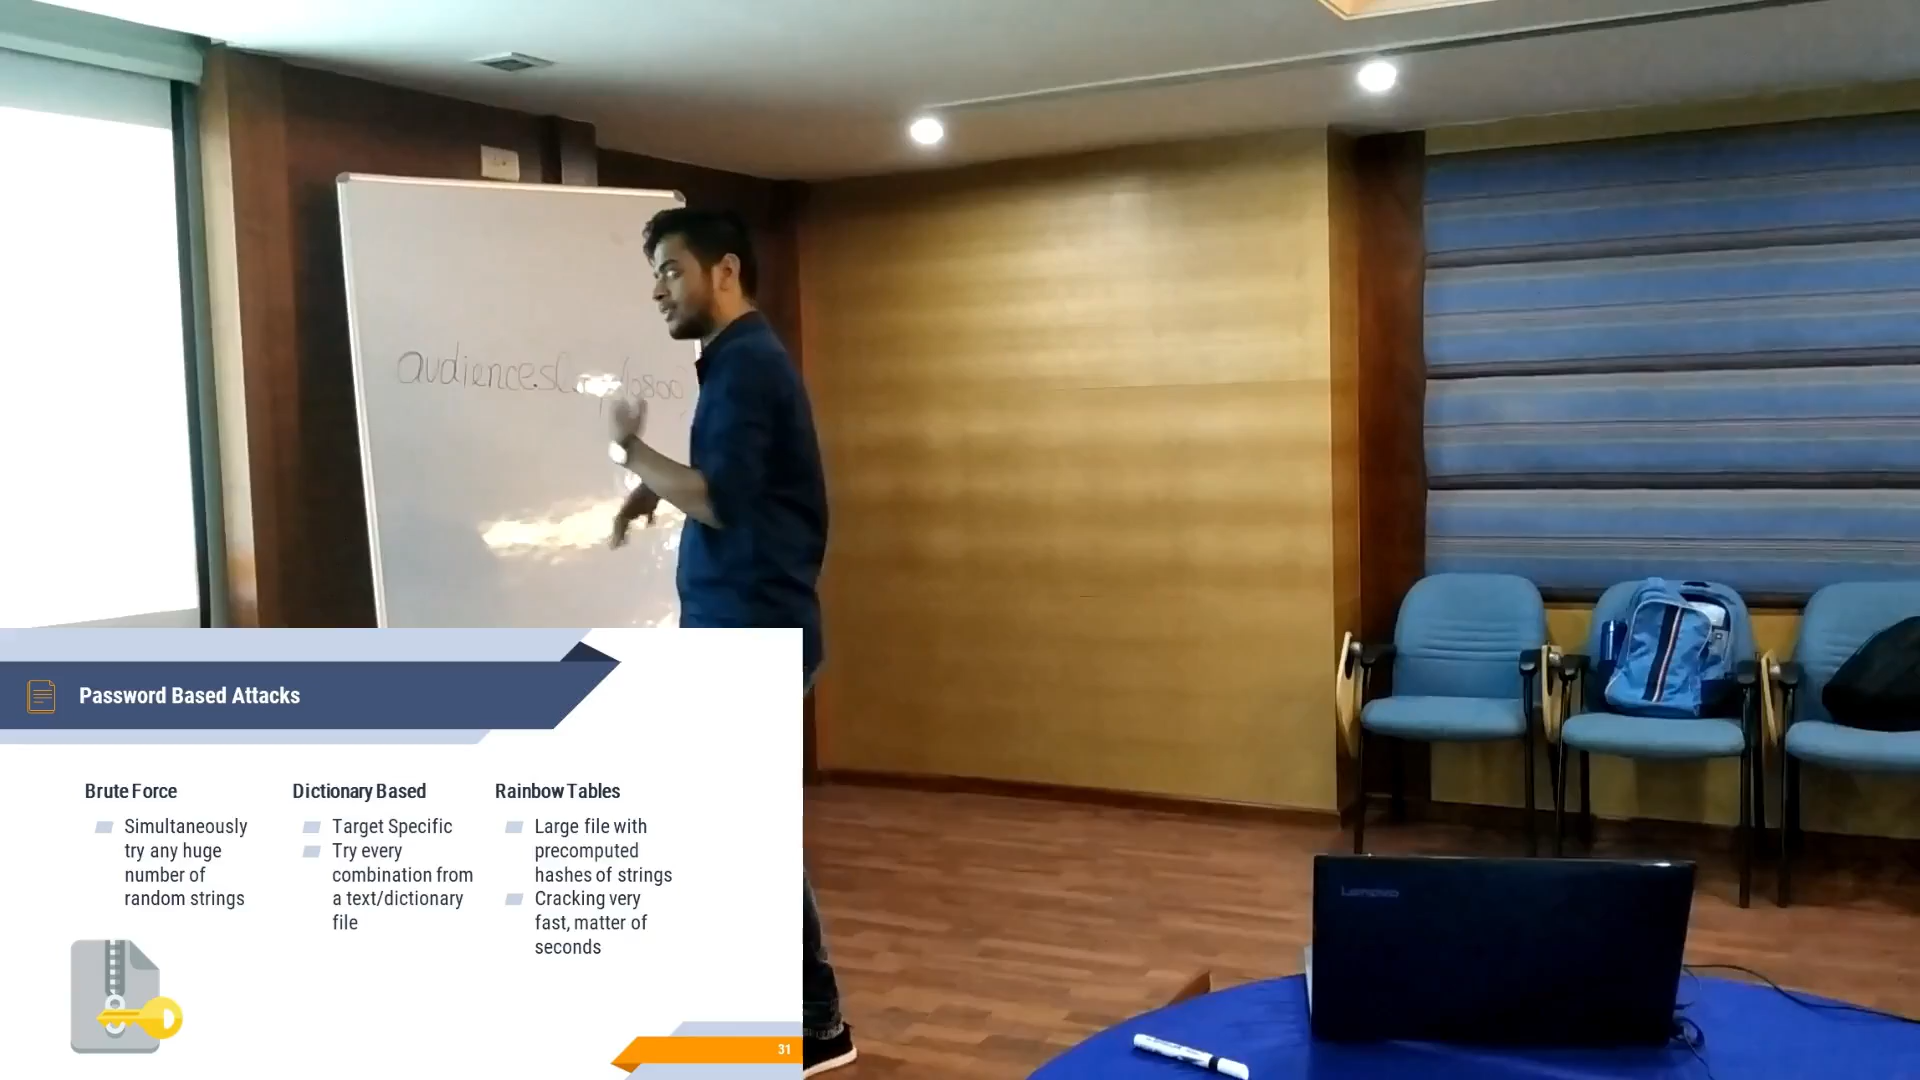 Password Based Attacks
Brute Force
Simultaneously
try any huge
number of
random strings
Dictionary Based
Target Specific
Try every
combination from
a text/dictionary
file
Rainbow Tables
Large file with
precomputed
hashes of strings
Cracking very
fast, matter of
seconds
31
Lenovo